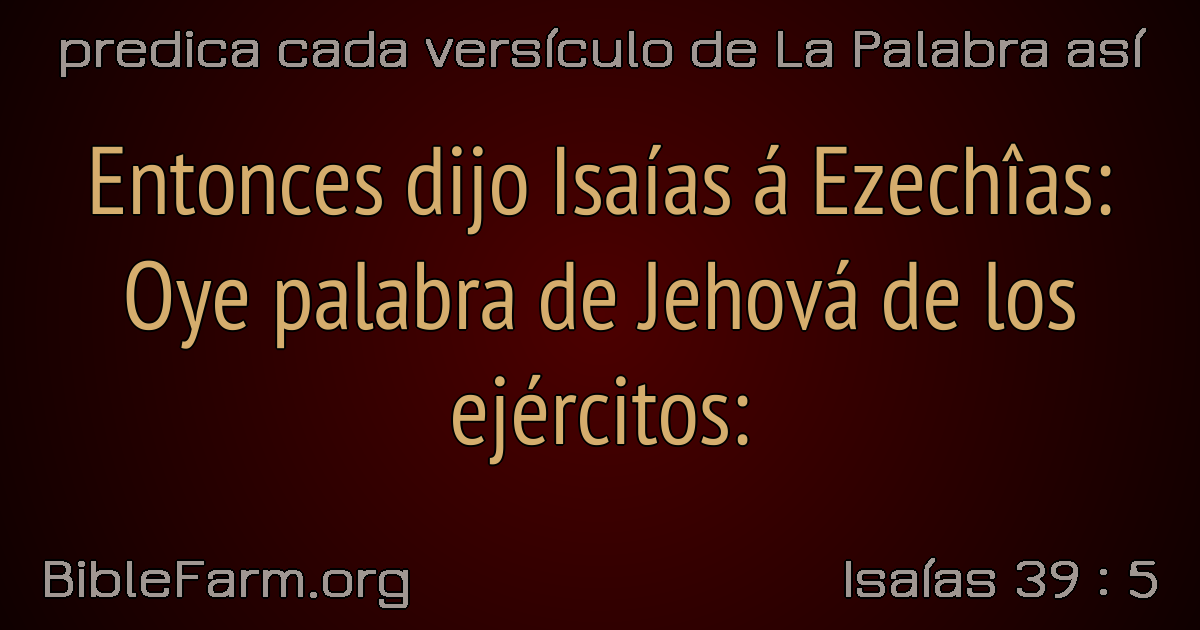 predica cada versículo de La Palabra así
Entonces dijo Isaías á Ezechîas:
Oye palabra de Jehová de los
ejércitos:
BibleFarm.org
Isaías 39 : 5